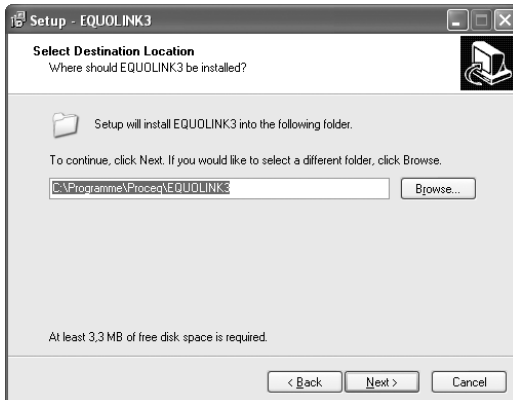 Setup - EQUOLINK3
Select Destination Location
Where should EQUOLINK3 be installed?
Setup will install EQUOLINK3 into the following folder.
To continue, click Next. If you would like to select a different folder, click Browse.
C:\Programme\Proceq\EQUOLINK3
Browse...
At least 3,3 MB of free disk space is required.
< Back
Next >
Cancel